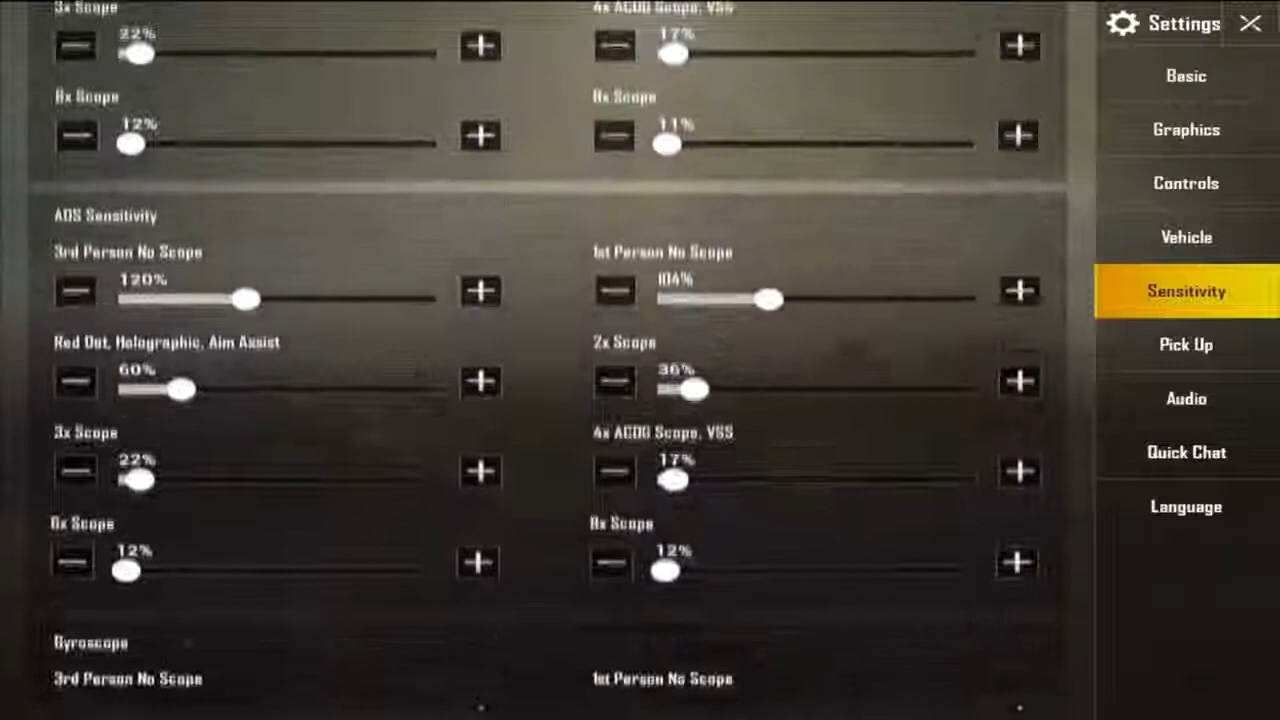 3x Scope
4x ACOG Scope, VSS
22%
17%
6x Scope
8x Scope
12%
11%
ADS Sensitivity
3rd Person No Scope
1st Person No Scope
120%
104%
Red Dot, Holographic, Aim Assist
2x Scope
60%
36%
3x Scope
4x ACOG Scope, VSS
22%
17%
6x Scope
8x Scope
12%
12%
Gyroscope
3rd Person No Scope
1st Person No Scope
Settings
Basic
Graphics
Controls
Vehicle
Sensitivity
Pick Up
Audio
Quick Chat
Language